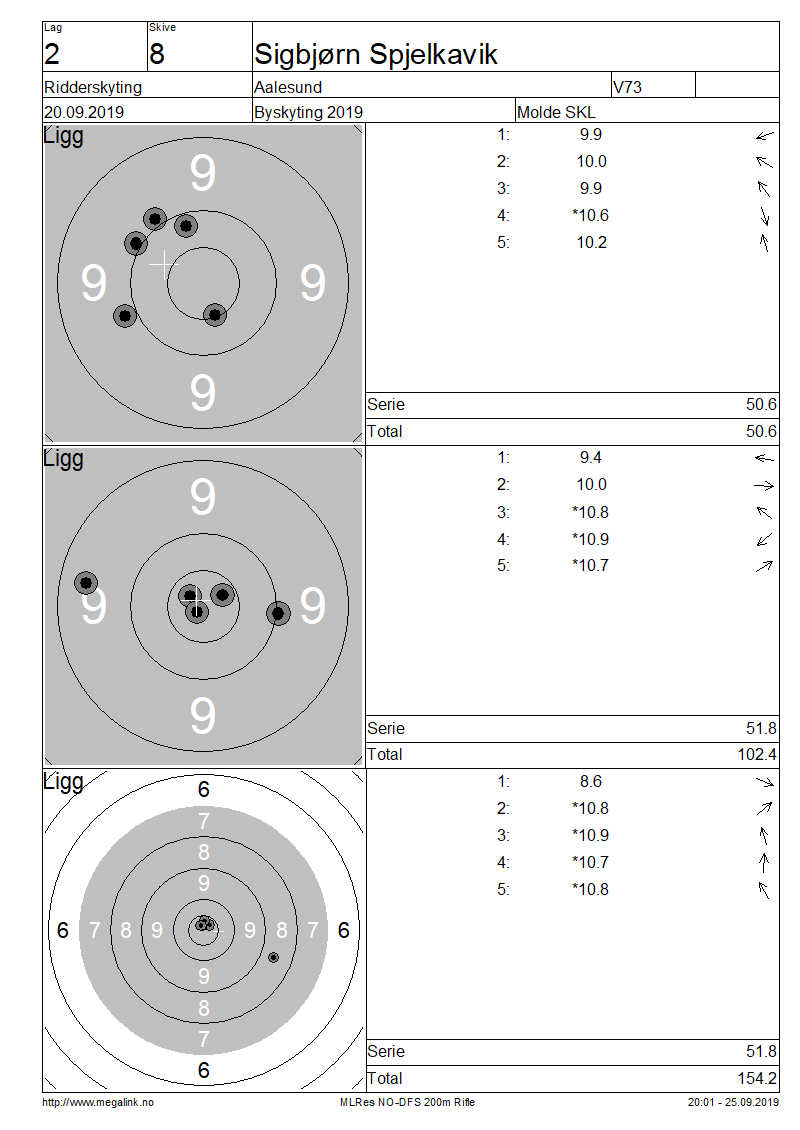 Lag
Skive
2
8
Sigbjørn Spjelkavik
Ridderskyting
Aalesund
V73
20.09.2019
Byskyting 2019
Molde SKL
Ligg
9
9
9
9
1: 9.9
2: 10.0
3: 9.9
4: *10.6
5: 10.2
Serie 50.6
Total 50.6
Ligg
9
9
9
9
1: 9.4
2: 10.0
3: *10.8
4: *10.9
5: *10.7
Serie 51.8
Total 102.4
Ligg
6
7
8
9
6 7 8 9 9 8 7 6
9
8
7
6
1: 8.6
2: *10.8
3: *10.9
4: *10.7
5: *10.8
Serie 51.8
Total 154.2
http://www.megalink.no
MLRes NO-DFS 200m Rifle
20:01 - 25.09.2019